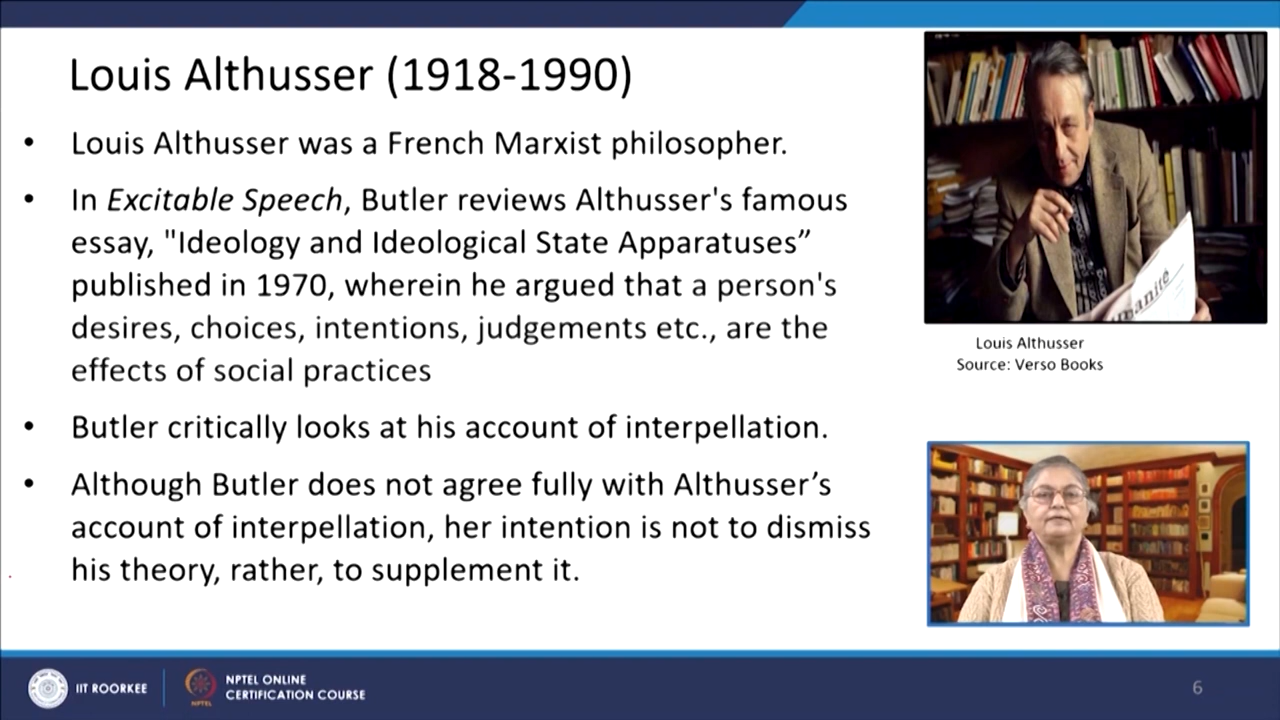 Louis Althusser (1918-1990)
• Louis Althusser was a French Marxist philosopher.
• In Excitable Speech, Butler reviews Althusser's famous
essay, "Ideology and Ideological State Apparatuses”
published in 1970, wherein he argued that a person's
desires, choices, intentions, judgements etc., are the
effects of social practices
• Butler critically looks at his account of interpellation.
• Although Butler does not agree fully with Althusser’s
account of interpellation, her intention is not to dismiss
his theory, rather, to supplement it.
umanité
Louis Althusser
Source: Verso Books
IIT ROORKEE
NPTEL
NPTEL ONLINE
CERTIFICATION COURSE
6